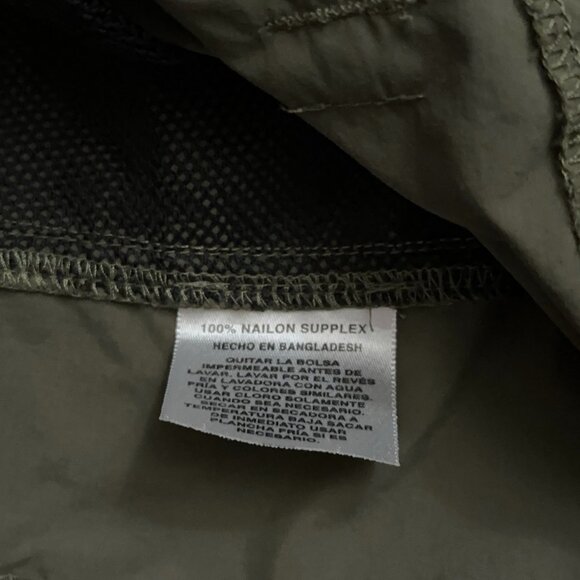 100% NAILON SUPPLEX
HECHO EN BANGLADESH
QUITAR LA BOLSA
IMPERMEABLE ANTES DE
LAVAR. LAVAR POR EL REVÉS
EN LAVADORA CON AGUA
FRÍA Y COLORES SIMILARES.
USAR CLORO SOLAMENTE
CUANDO SEA NECESARIO.
SECAR EN SECADORA A
TEMPERATURA BAJA SACAR
DE INMEDIATO USAR
PLANCHA FRÍA SI ES
NECESARIO.